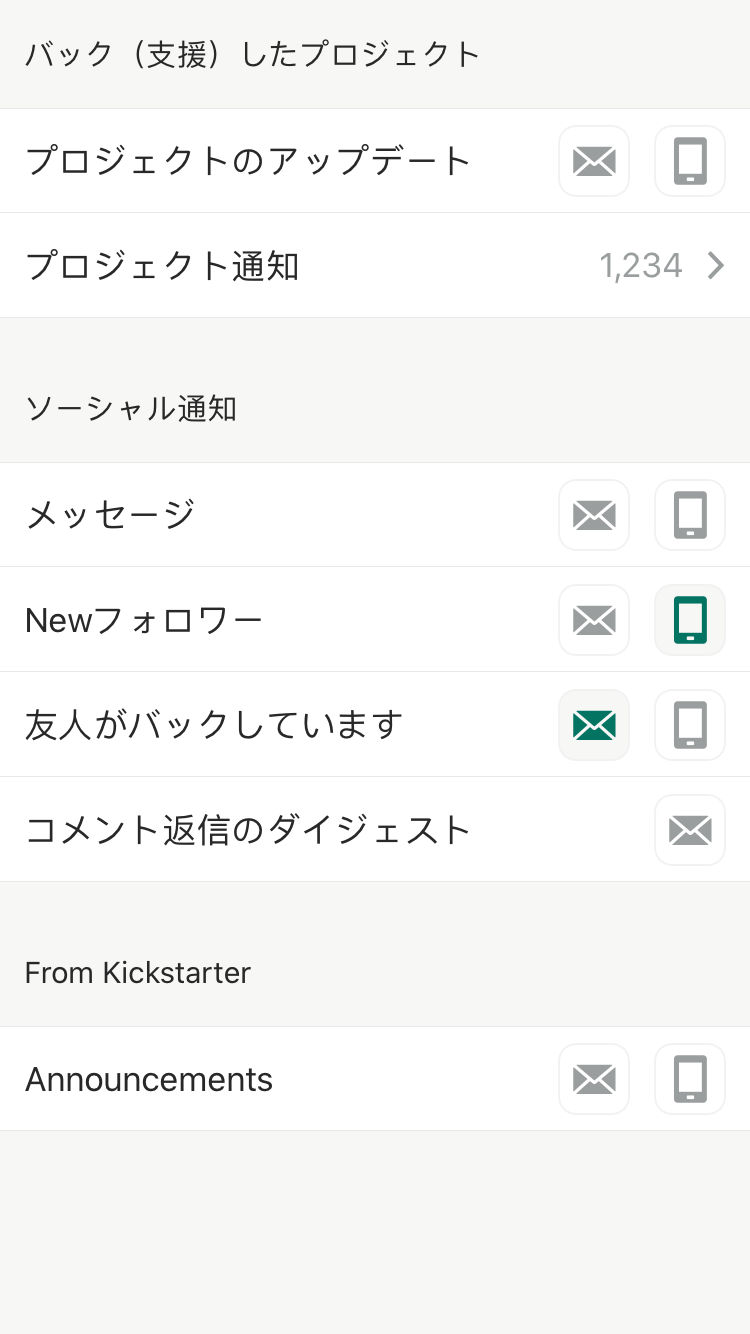 バック（支援）したプロジェクト
プロジェクトのアップデート
プロジェクト通知 1,234
ソーシャル通知
メッセージ
Newフォロワー
友人がバックしています
コメント返信のダイジェスト
From Kickstarter
Announcements